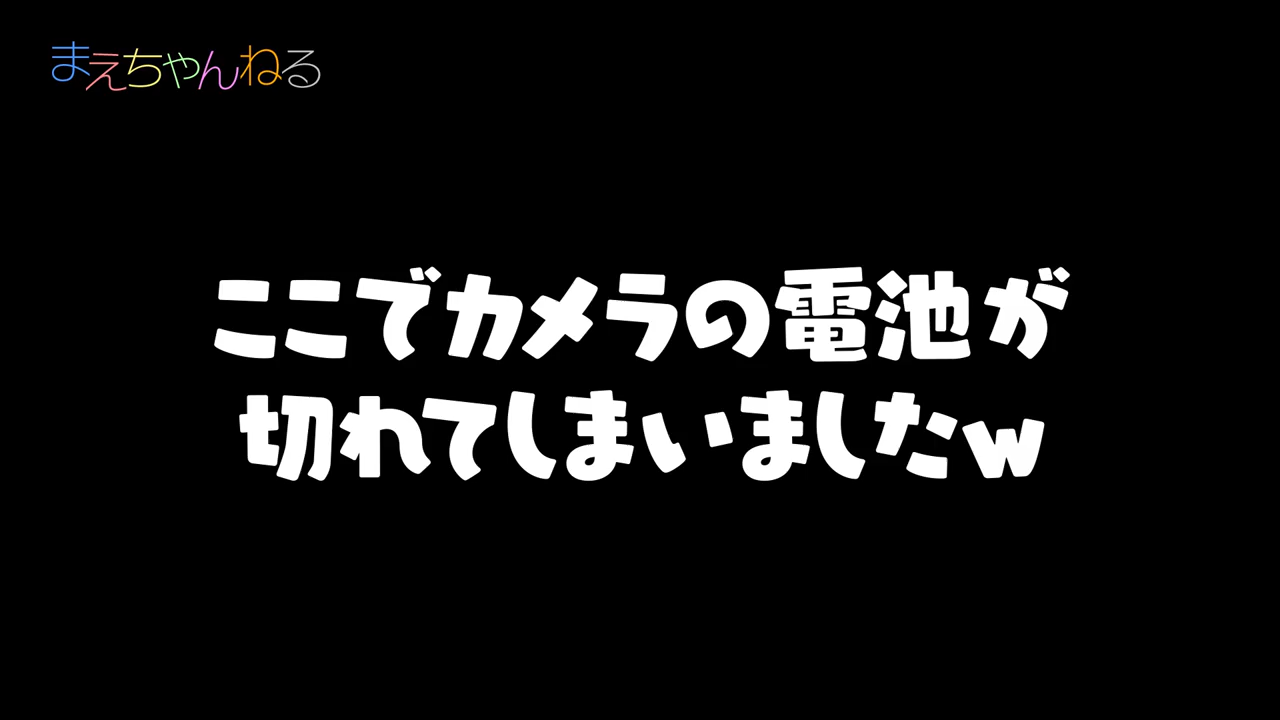 まえちゃんねる
ここでカメラの電池が
切れてしまいましたw